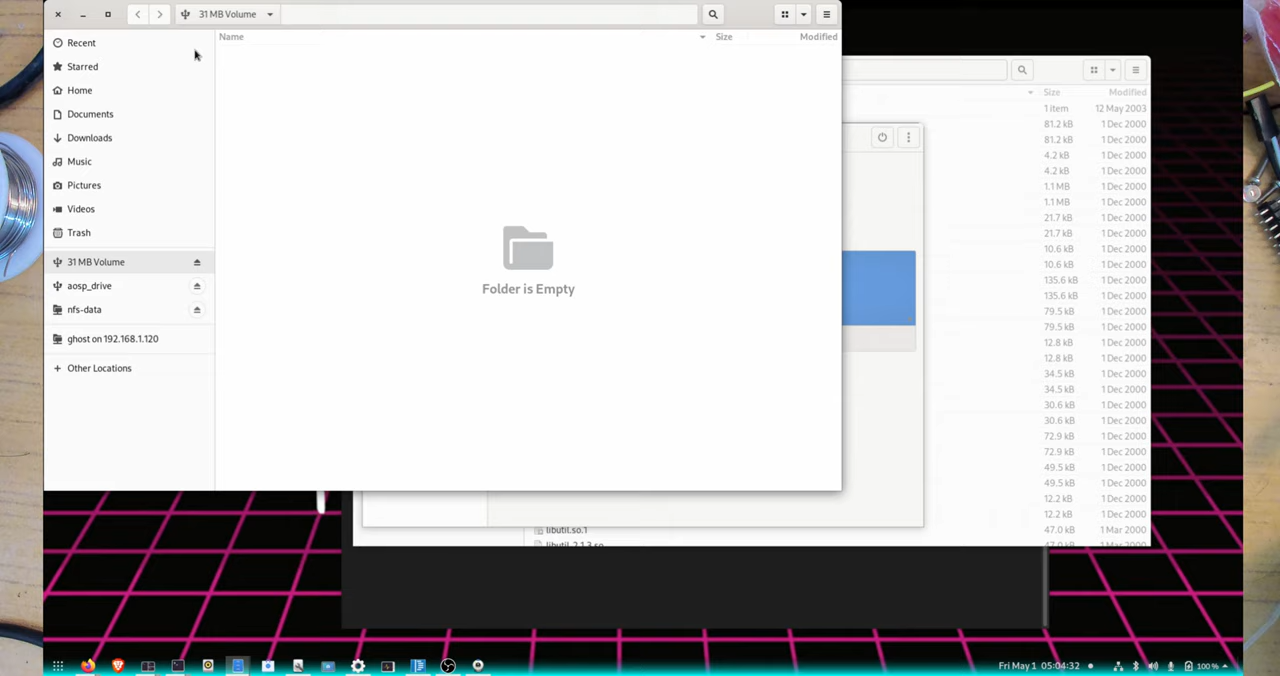 31 MB Volume
Name Size Modified
Recent
Starred
Home
Documents
Downloads
Music
Pictures
Videos
Trash
31 MB Volume
aosp_drive
nfs-data
ghost on 192.168.1.120
Other Locations
Folder is Empty
Size Modified
1 item 12 May 2003
81.2 kB 1 Dec 2000
81.2 kB 1 Dec 2000
4.2 kB 1 Dec 2000
4.2 kB 1 Dec 2000
1.1 MB 1 Dec 2000
1.1 MB 1 Dec 2000
21.7 kB 1 Dec 2000
21.7 kB 1 Dec 2000
10.6 kB 1 Dec 2000
10.6 kB 1 Dec 2000
135.6 kB 1 Dec 2000
135.6 kB 1 Dec 2000
79.5 kB 1 Dec 2000
79.5 kB 1 Dec 2000
12.8 kB 1 Dec 2000
12.8 kB 1 Dec 2000
34.5 kB 1 Dec 2000
34.5 kB 1 Dec 2000
30.6 kB 1 Dec 2000
30.6 kB 1 Dec 2000
72.9 kB 1 Dec 2000
72.9 kB 1 Dec 2000
49.5 kB 1 Dec 2000
49.5 kB 1 Dec 2000
12.2 kB 1 Dec 2000
12.2 kB 1 Dec 2000
libutil.so.1 47.0 kB 1 Mar 2000
libutil-2.1.3.so 47.0 kB 1 Mar 2000
Fri May 1 05:04:32
100 %